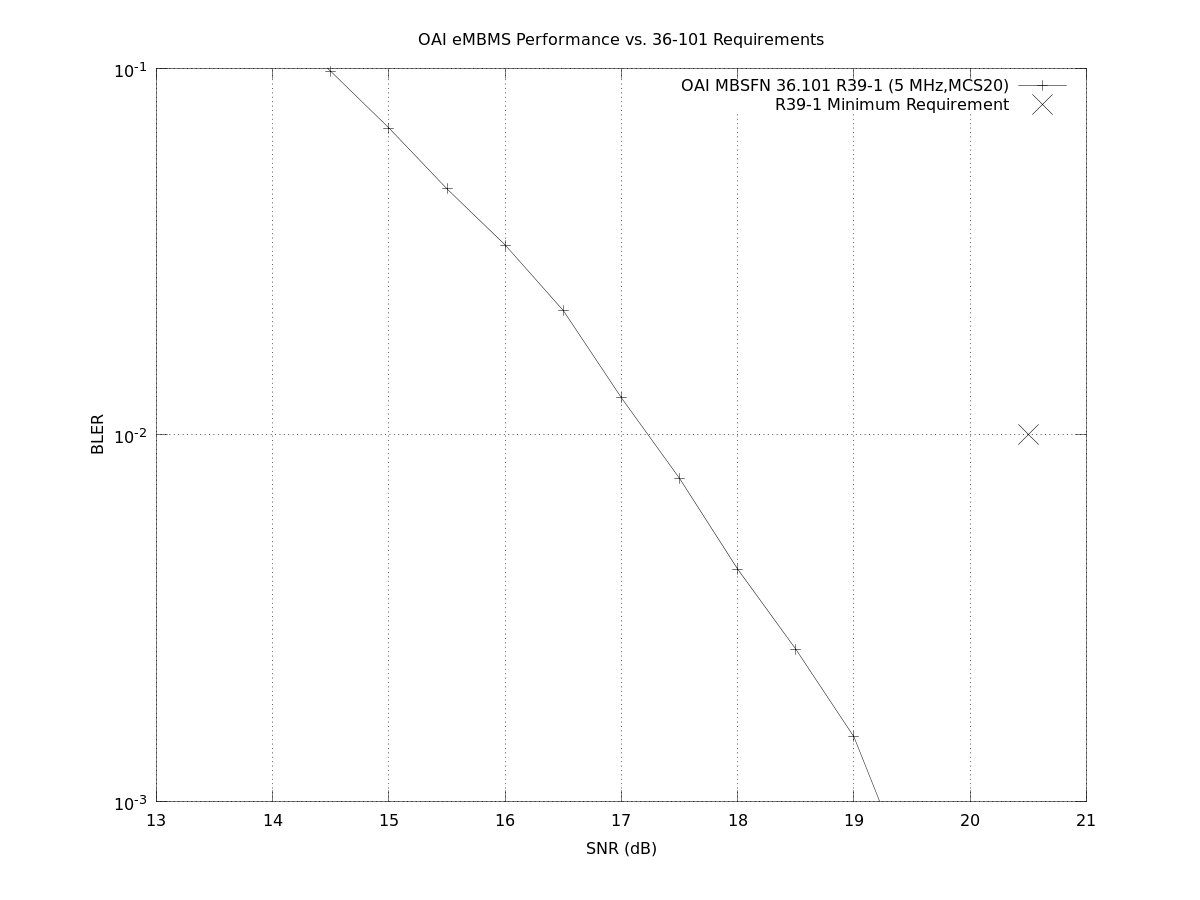 OAI eMBMS Performance vs. 36-101 Requirements
OAI MBSFN 36.101 R39-1 (5 MHz,MCS20)
R39-1 Minimum Requirement
10-1
10-2
10-3
BLER
13 14 15 16 17 18 19 20 21
SNR (dB)